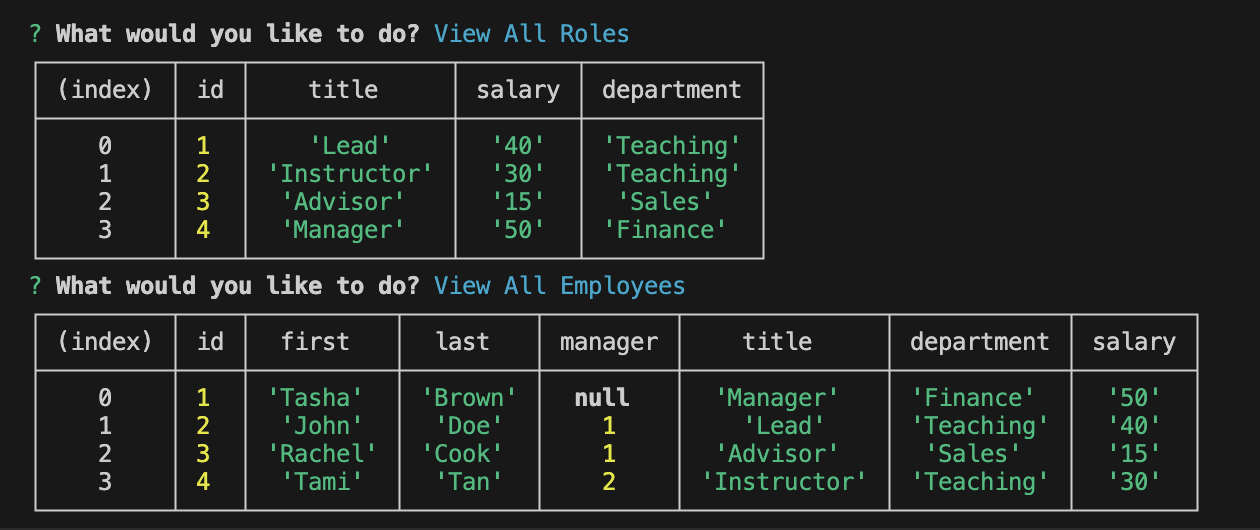 ? What would you like to do? View All Roles
(index) id title salary department
0 1 'Lead' '40' 'Teaching'
1 2 'Instructor' '30' 'Teaching'
2 3 'Advisor' '15' 'Sales'
3 4 'Manager' '50' 'Finance'
? What would you like to do? View All Employees
(index) id first last manager title department salary
0 1 'Tasha' 'Brown' null 'Manager' 'Finance' '50'
1 2 'John' 'Doe' 1 'Lead' 'Teaching' '40'
2 3 'Rachel' 'Cook' 1 'Advisor' 'Sales' '15'
3 4 'Tami' 'Tan' 2 'Instructor' 'Teaching' '30'